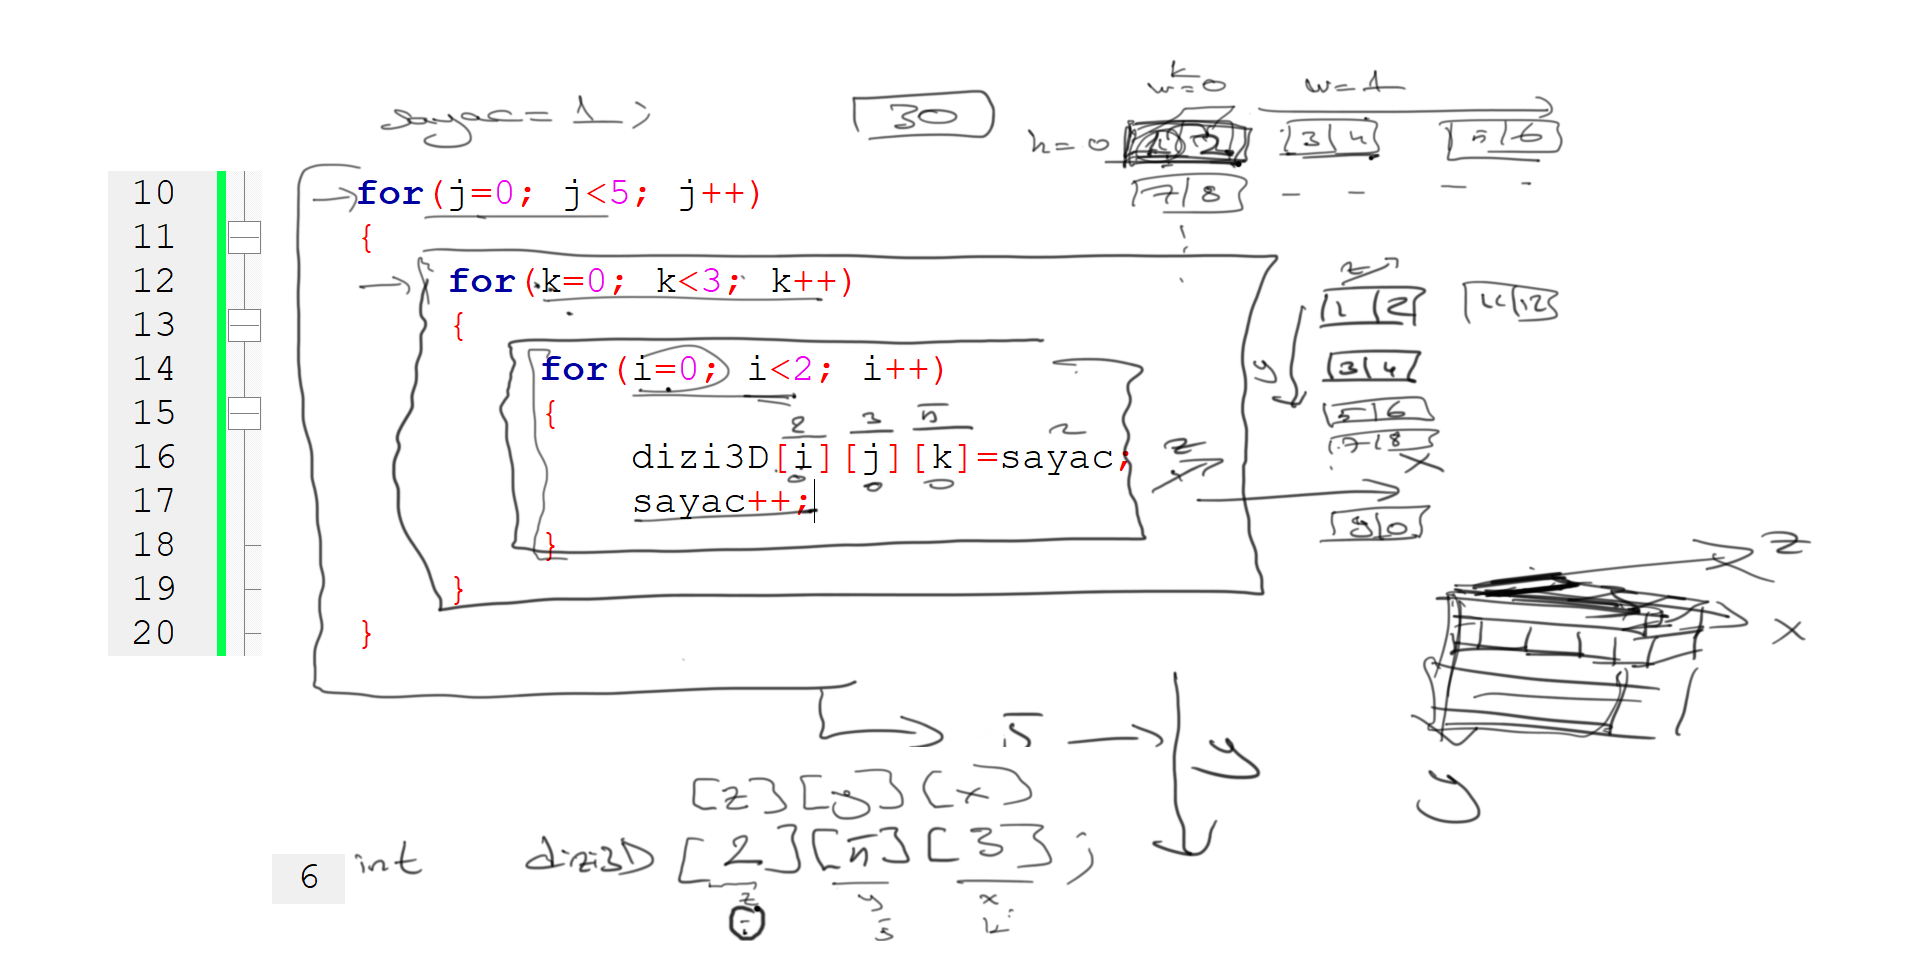 sayac = 1;
30
k
w=0
w=1
h=0
1 2
3 4
5 6
7 8
10 for(j=0; j<5; j++)
11 {
12 for(k=0; k<3; k++)
13 {
14 for(i=0; i<2; i++)
15 {
2 3 5
16 dizi3D[i][j][k]=sayac;
0 0 0
17 sayac++;
18 }
19 }
20 }
2
z
z
y
1 2
12
3 4
5 6
7 8
x
9 0
z
x
y
5
y
[z][y][x]
6 int dizi3D [2][5][3];
z y x
i 5 k